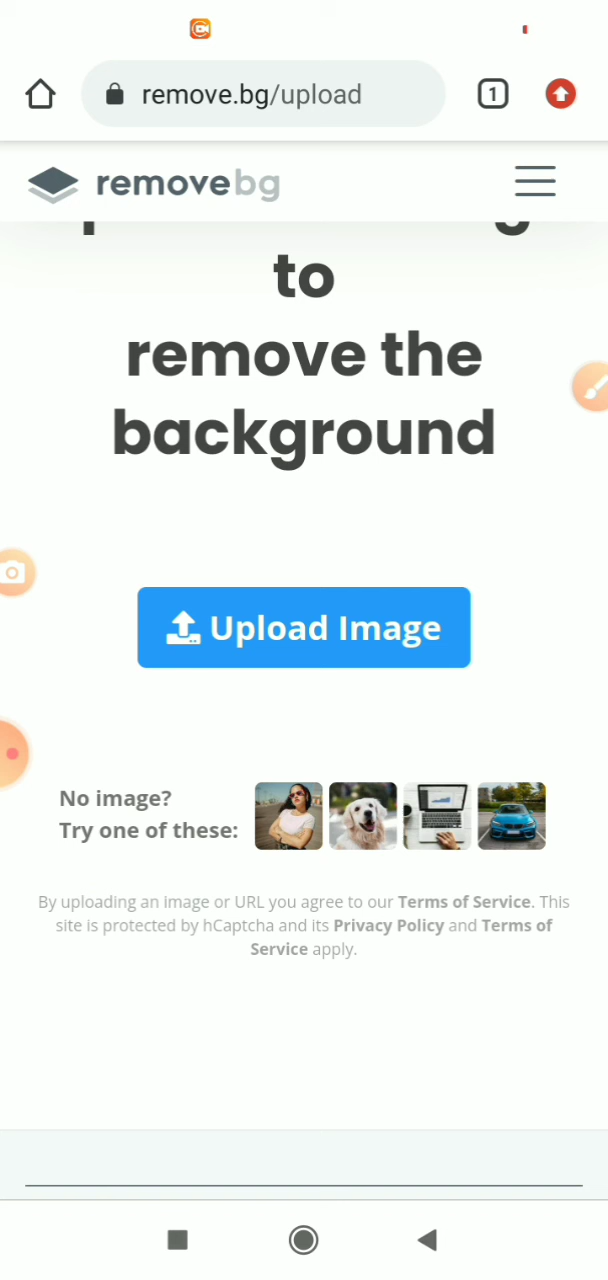 remove.bg/upload
1
removebg
to
remove the
background
Upload Image
No image?
Try one of these:
By uploading an image or URL you agree to our Terms of Service. This
site is protected by hCaptcha and its Privacy Policy and Terms of
Service apply.